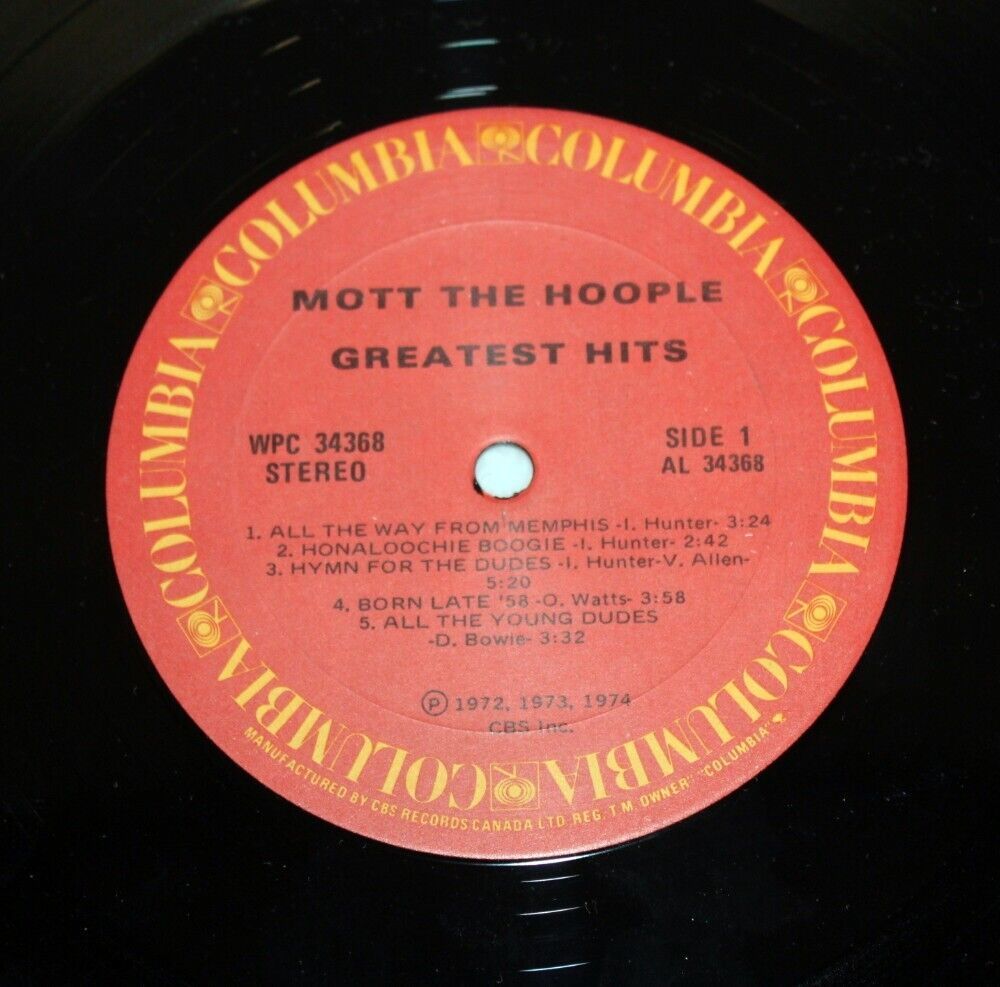 COLUMBIA COLUMBIA COLUMBIA COLUMBIA COLUMBIA COLUMBIA COLUMBIA COLUMBIA
MOTT THE HOOPLE
GREATEST HITS
WPC 34368
STEREO
SIDE 1
AL 34368
1. ALL THE WAY FROM MEMPHIS -I. Hunter- 3:24
2. HONALOOCHIE BOOGIE -I. Hunter- 2:42
3. HYMN FOR THE DUDES -I. Hunter-V. Allen-
5:20
4. BORN LATE '58 -O. Watts- 3:58
5. ALL THE YOUNG DUDES
-D. Bowie- 3:32
Ⓟ 1972, 1973, 1974
CBS Inc.
MANUFACTURED BY CBS RECORDS CANADA LTD. REG. T M OWNER" "COLUMBIA"